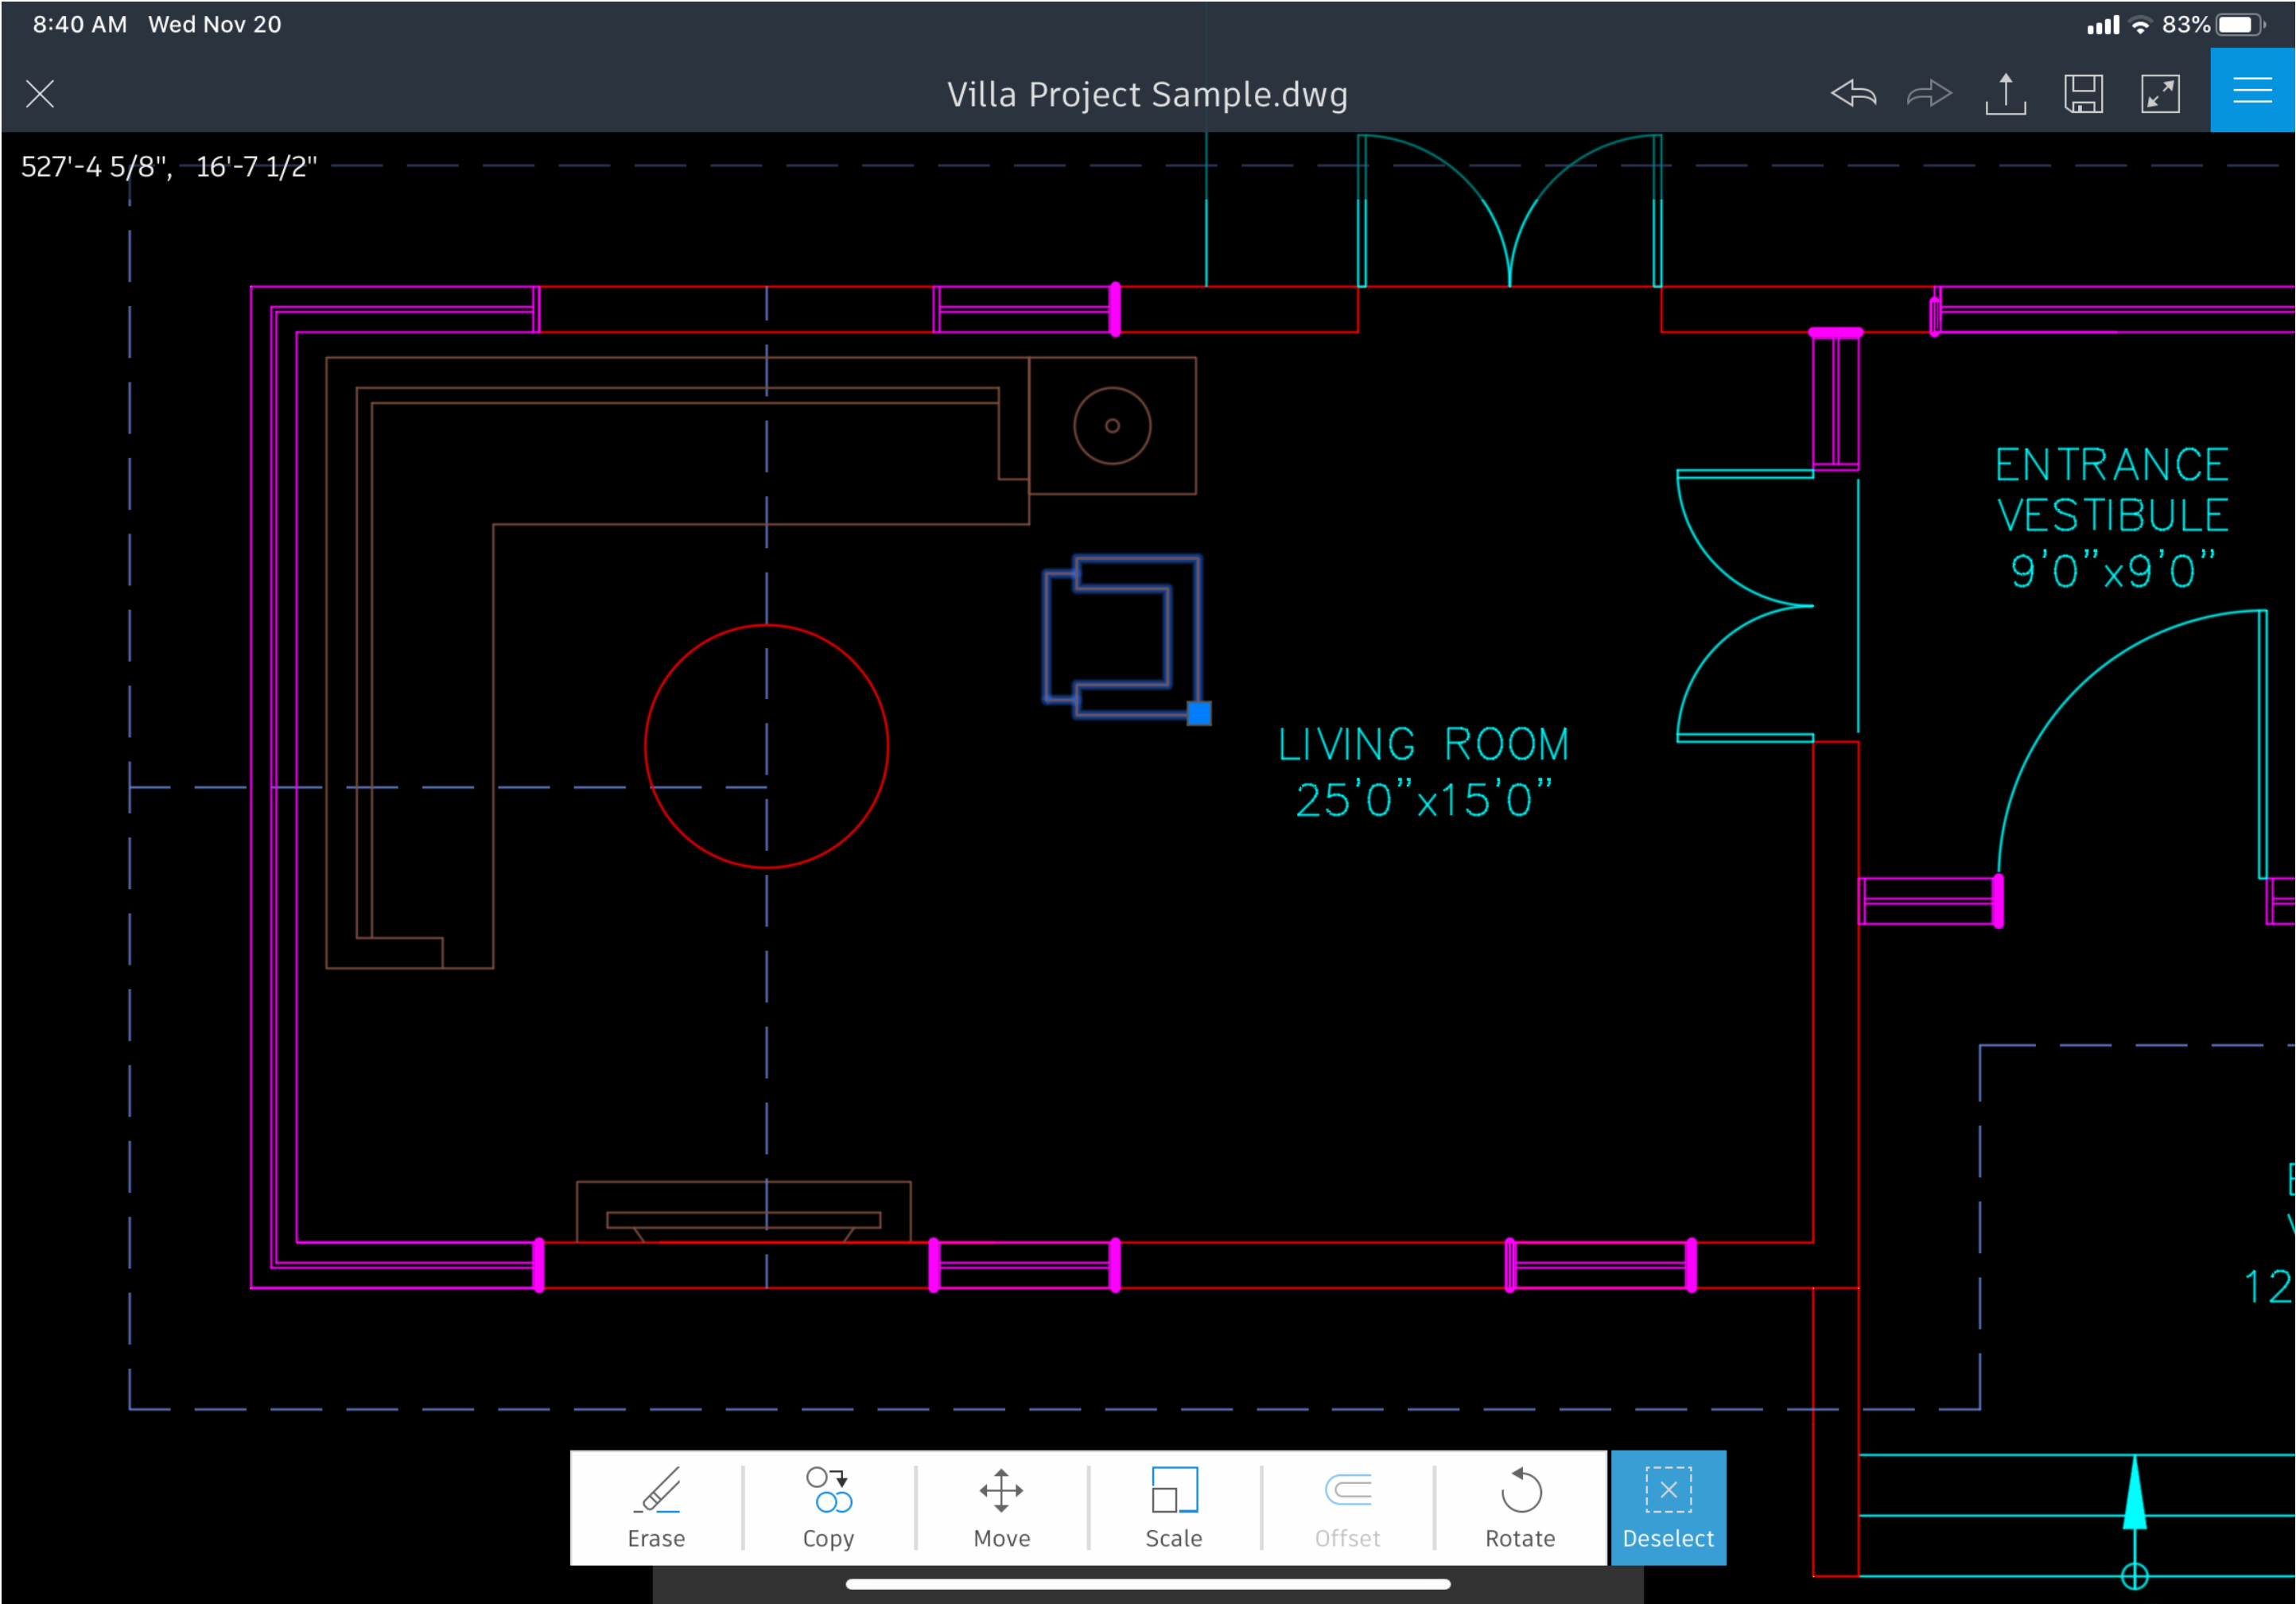 8:40 AM Wed Nov 20
83%
Villa Project Sample.dwg
527'-4 5/8", 16'-7 1/2"
ENTRANCE
VESTIBULE
9'0"x9'0"
LIVING ROOM
25'0"x15'0"
12
Erase
Copy
Move
Scale
Offset
Rotate
Deselect